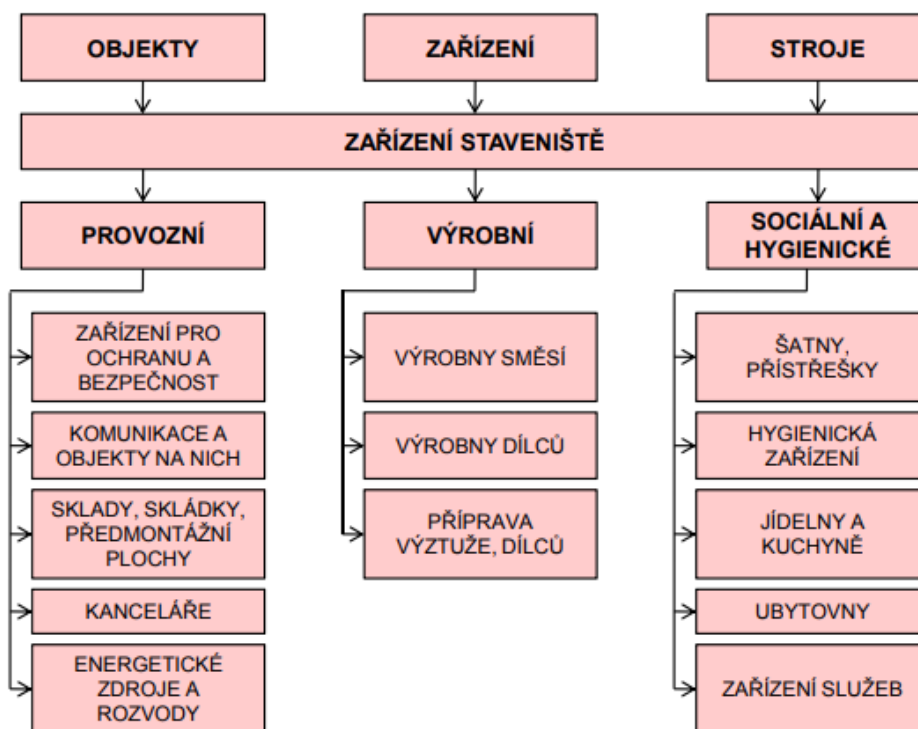 OBJEKTY
ZAŘÍZENÍ
STROJE
ZAŘÍZENÍ STAVENIŠTĚ
PROVOZNÍ
VÝROBNÍ
SOCIÁLNÍ A
HYGIENICKÉ
ZAŘÍZENÍ PRO
OCHRANU A
BEZPEČNOST
KOMUNIKACE A
OBJEKTY NA NICH
SKLADY, SKLÁDKY,
PŘEDMONTÁŽNÍ
PLOCHY
KANCELÁŘE
ENERGETICKÉ
ZDROJE A
ROZVODY
VÝROBNY SMĚSÍ
VÝROBNY DÍLCŮ
PŘÍPRAVA
VÝZTUŽE, DÍLCŮ
ŠATNY,
PŘÍSTŘEŠKY
HYGIENICKÁ
ZAŘÍZENÍ
JÍDELNY A
KUCHYNĚ
UBYTOVNY
ZAŘÍZENÍ SLUŽEB